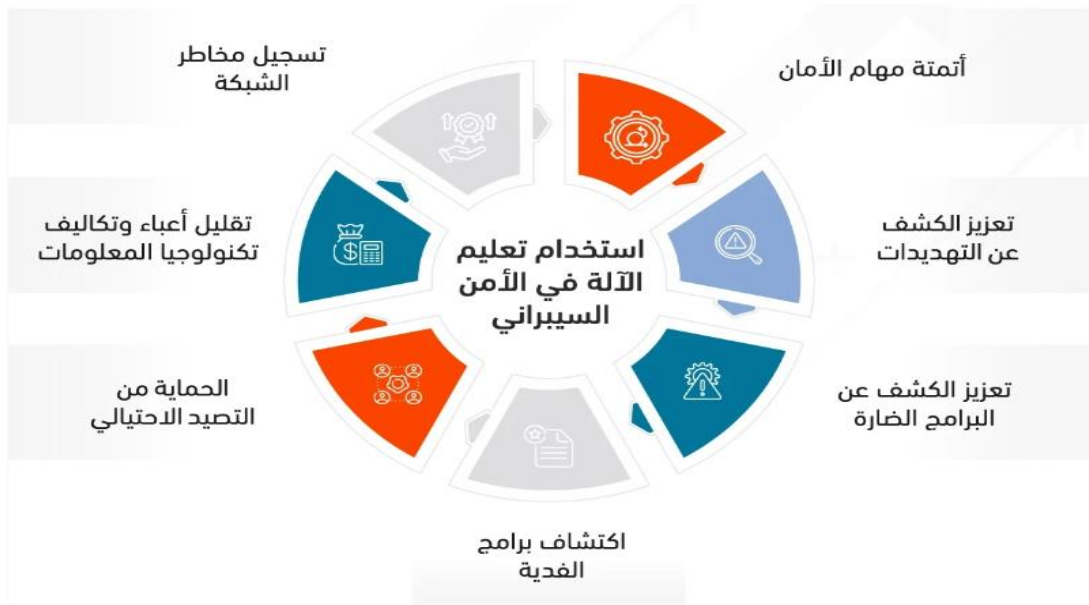 استخدام تعليم
الآلة في الأمن
السيبراني
أتمتة مهام الأمان
تعزيز الكشف
عن التهديدات
تعزيز الكشف عن
البرامج الضارة
اكتشاف برامج
الفدية
الحماية من
التصيد الاحتيالي
تقليل أعباء وتكاليف
تكنولوجيا المعلومات
تسجيل مخاطر
الشبكة
$